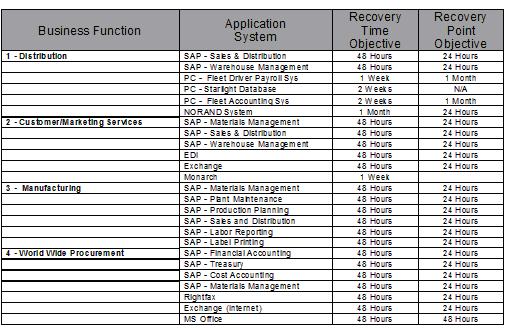 Business Function Application System Recovery Time Objective Recovery Point Objective
1 - Distribution SAP - Sales & Distribution 48 Hours 24 Hours
SAP - Warehouse Management 48 Hours 24 Hours
PC - Fleet Driver Payroll Sys 1 Week 1 Month
PC - Starlight Database 2 Weeks N/A
PC - Fleet Accounting Sys 2 Weeks 1 Month
NORAND System 1 Month 24 Hours
2 - Customer/Marketing Services SAP - Materials Management 48 Hours 24 Hours
SAP - Sales & Distribution 48 Hours 24 Hours
SAP - Warehouse Management 48 Hours 24 Hours
EDI 48 Hours 24 Hours
Exchange 48 Hours 24 Hours
Monarch 1 Week
3 - Manufacturing SAP - Materials Management 48 Hours 24 Hours
SAP - Plant Maintenance 48 Hours 24 Hours
SAP - Production Planning 48 Hours 24 Hours
SAP - Sales and Distribution 48 Hours 24 Hours
SAP - Labor Reporting 48 Hours 24 Hours
SAP - Label Printing 48 Hours 24 Hours
4 - World Wide Procurement SAP - Financial Accounting 48 Hours 24 Hours
SAP - Treasury 48 Hours 24 Hours
SAP - Cost Accounting 48 Hours 24 Hours
SAP - Materials Management 48 Hours 24 Hours
Rightfax 48 Hours 24 Hours
Exchange (Internet) 48 Hours 24 Hours
MS Office 48 Hours 48 Hours